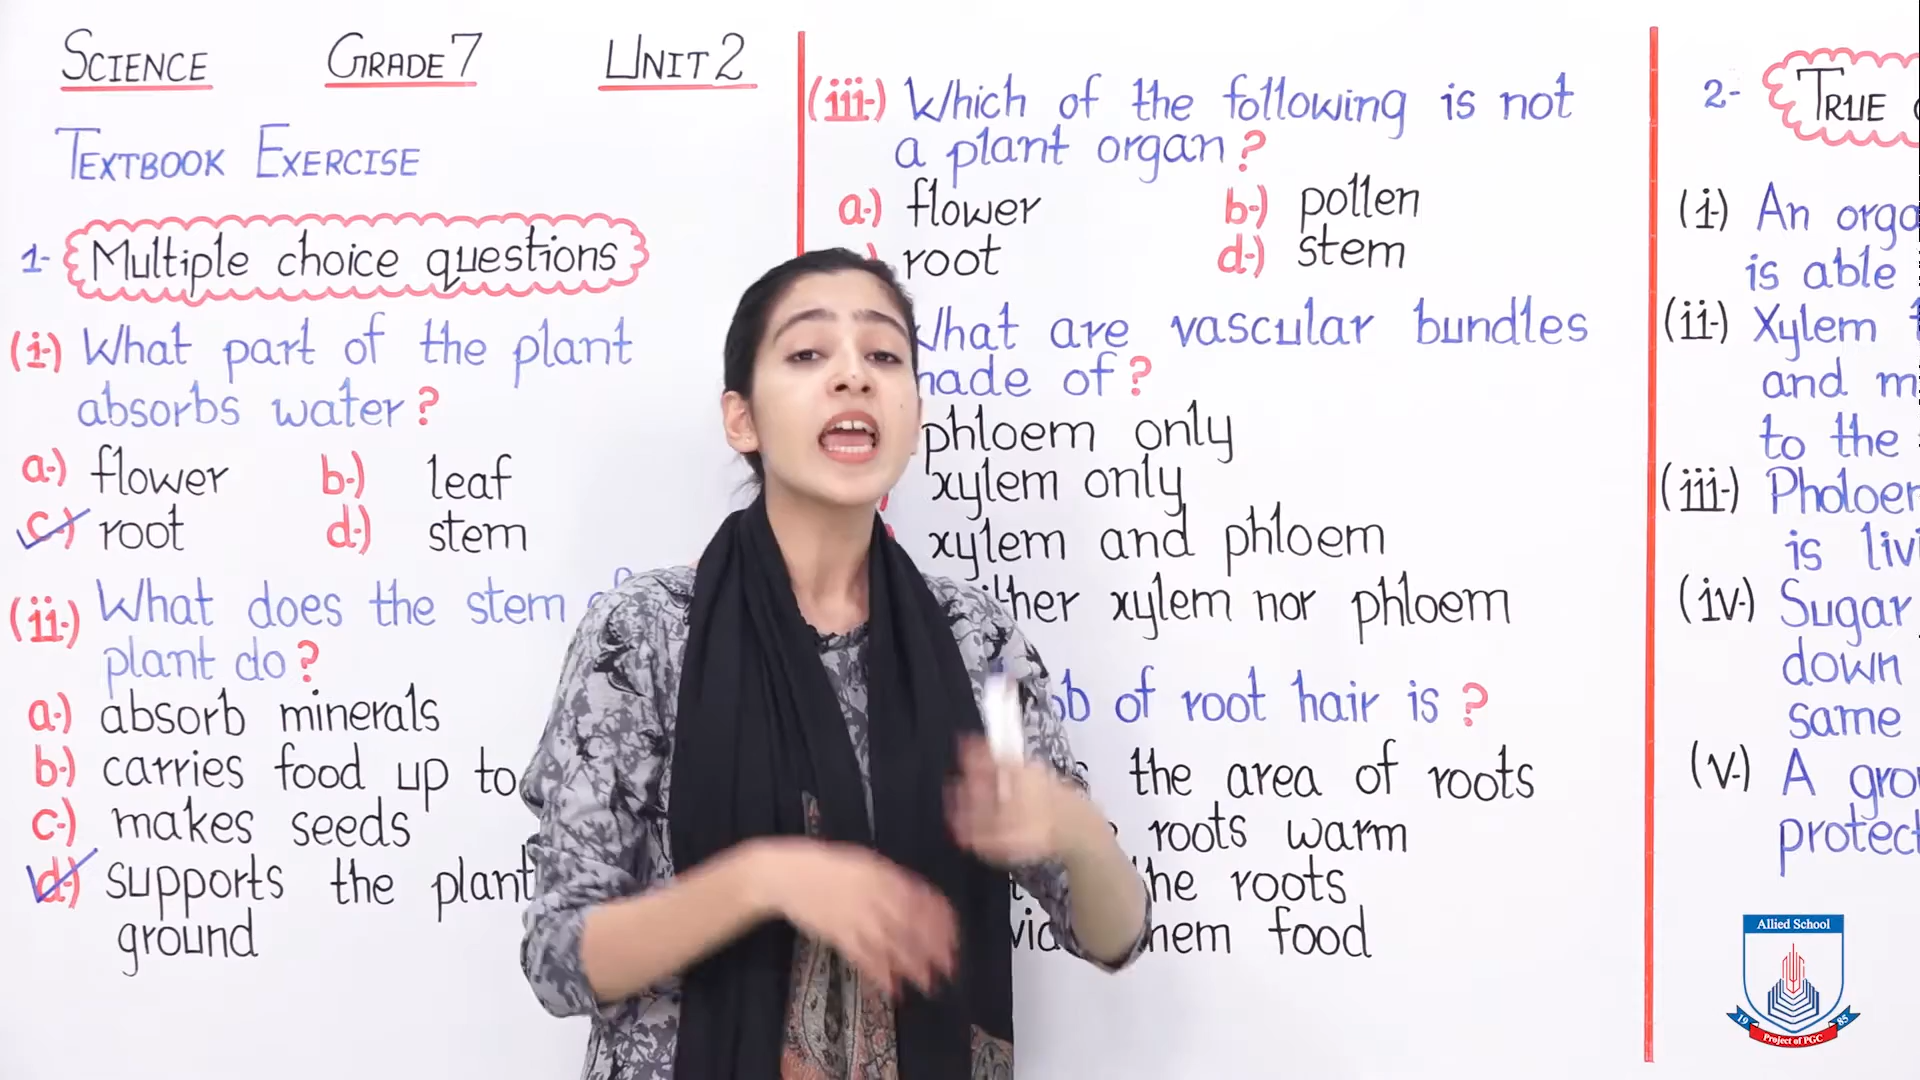 SCIENCE GRADE 7 UNIT 2
TEXTBOOK EXERCISE
1- Multiple choice questions
(i-) What part of the plant
absorbs water?
a-) flower b-) leaf
c-) root d-) stem
(ii-) What does the stem
plant do?
a-) absorb minerals
b-) carries food up to
c-) makes seeds
d-) supports the plant
ground
(iii-) Which of the following is not
a plant organ?
a-) flower b-) pollen
root d-) stem
What are vascular bundles
made of?
phloem only
xylem only
xylem and phloem
xylem nor phloem
of root hair is?
the area of roots
roots warm
the roots
them food
2- TRUE
(i-) An
is able
(ii-) Xylem
and
to the
(iii-)
is
(iv-) Sugar
down
same
(v-) A
Allied School
19 85
Project of PGC